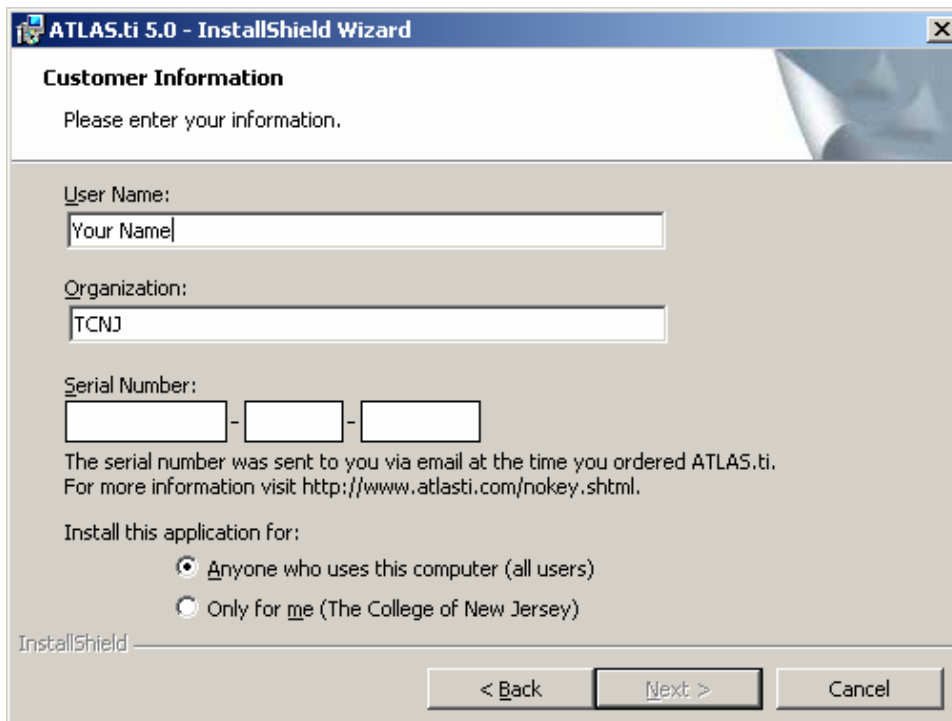 ATLAS.ti 5.0 - InstallShield Wizard
Customer Information
Please enter your information.
User Name:
Your Name
Organization:
TCNJ
Serial Number:
- -
The serial number was sent to you via email at the time you ordered ATLAS.ti.
For more information visit http://www.atlasti.com/nokey.shtml.
Install this application for:
Anyone who uses this computer (all users)
Only for me (The College of New Jersey)
InstallShield
< Back Next > Cancel